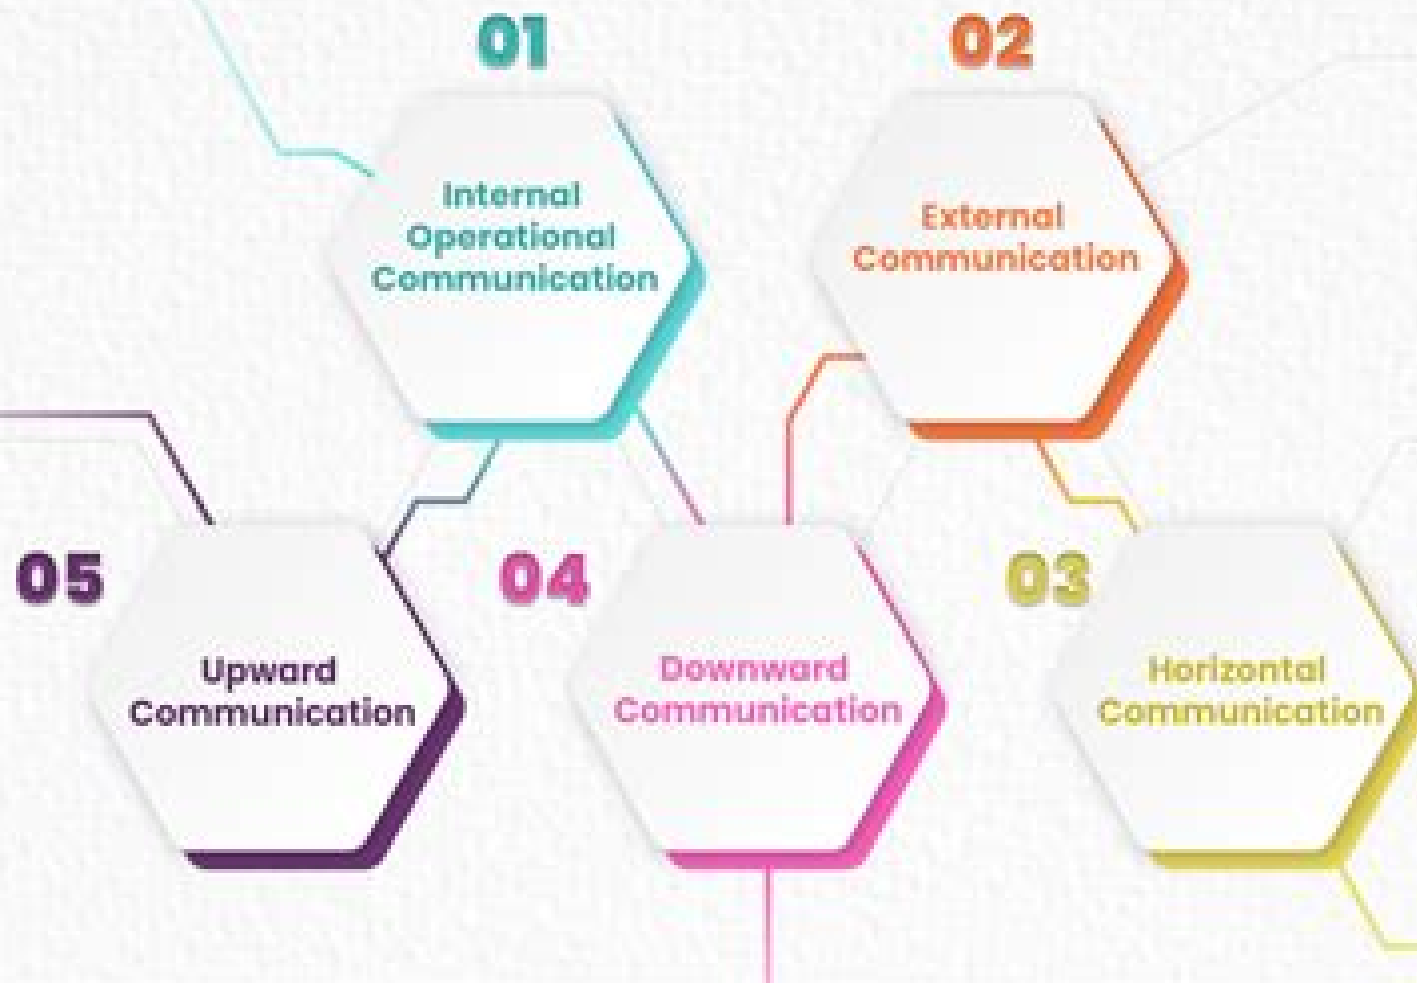 01
Internal
Operational
Communication
02
External
Communication
05
Upward
Communication
04
Downward
Communication
03
Horizontal
Communication